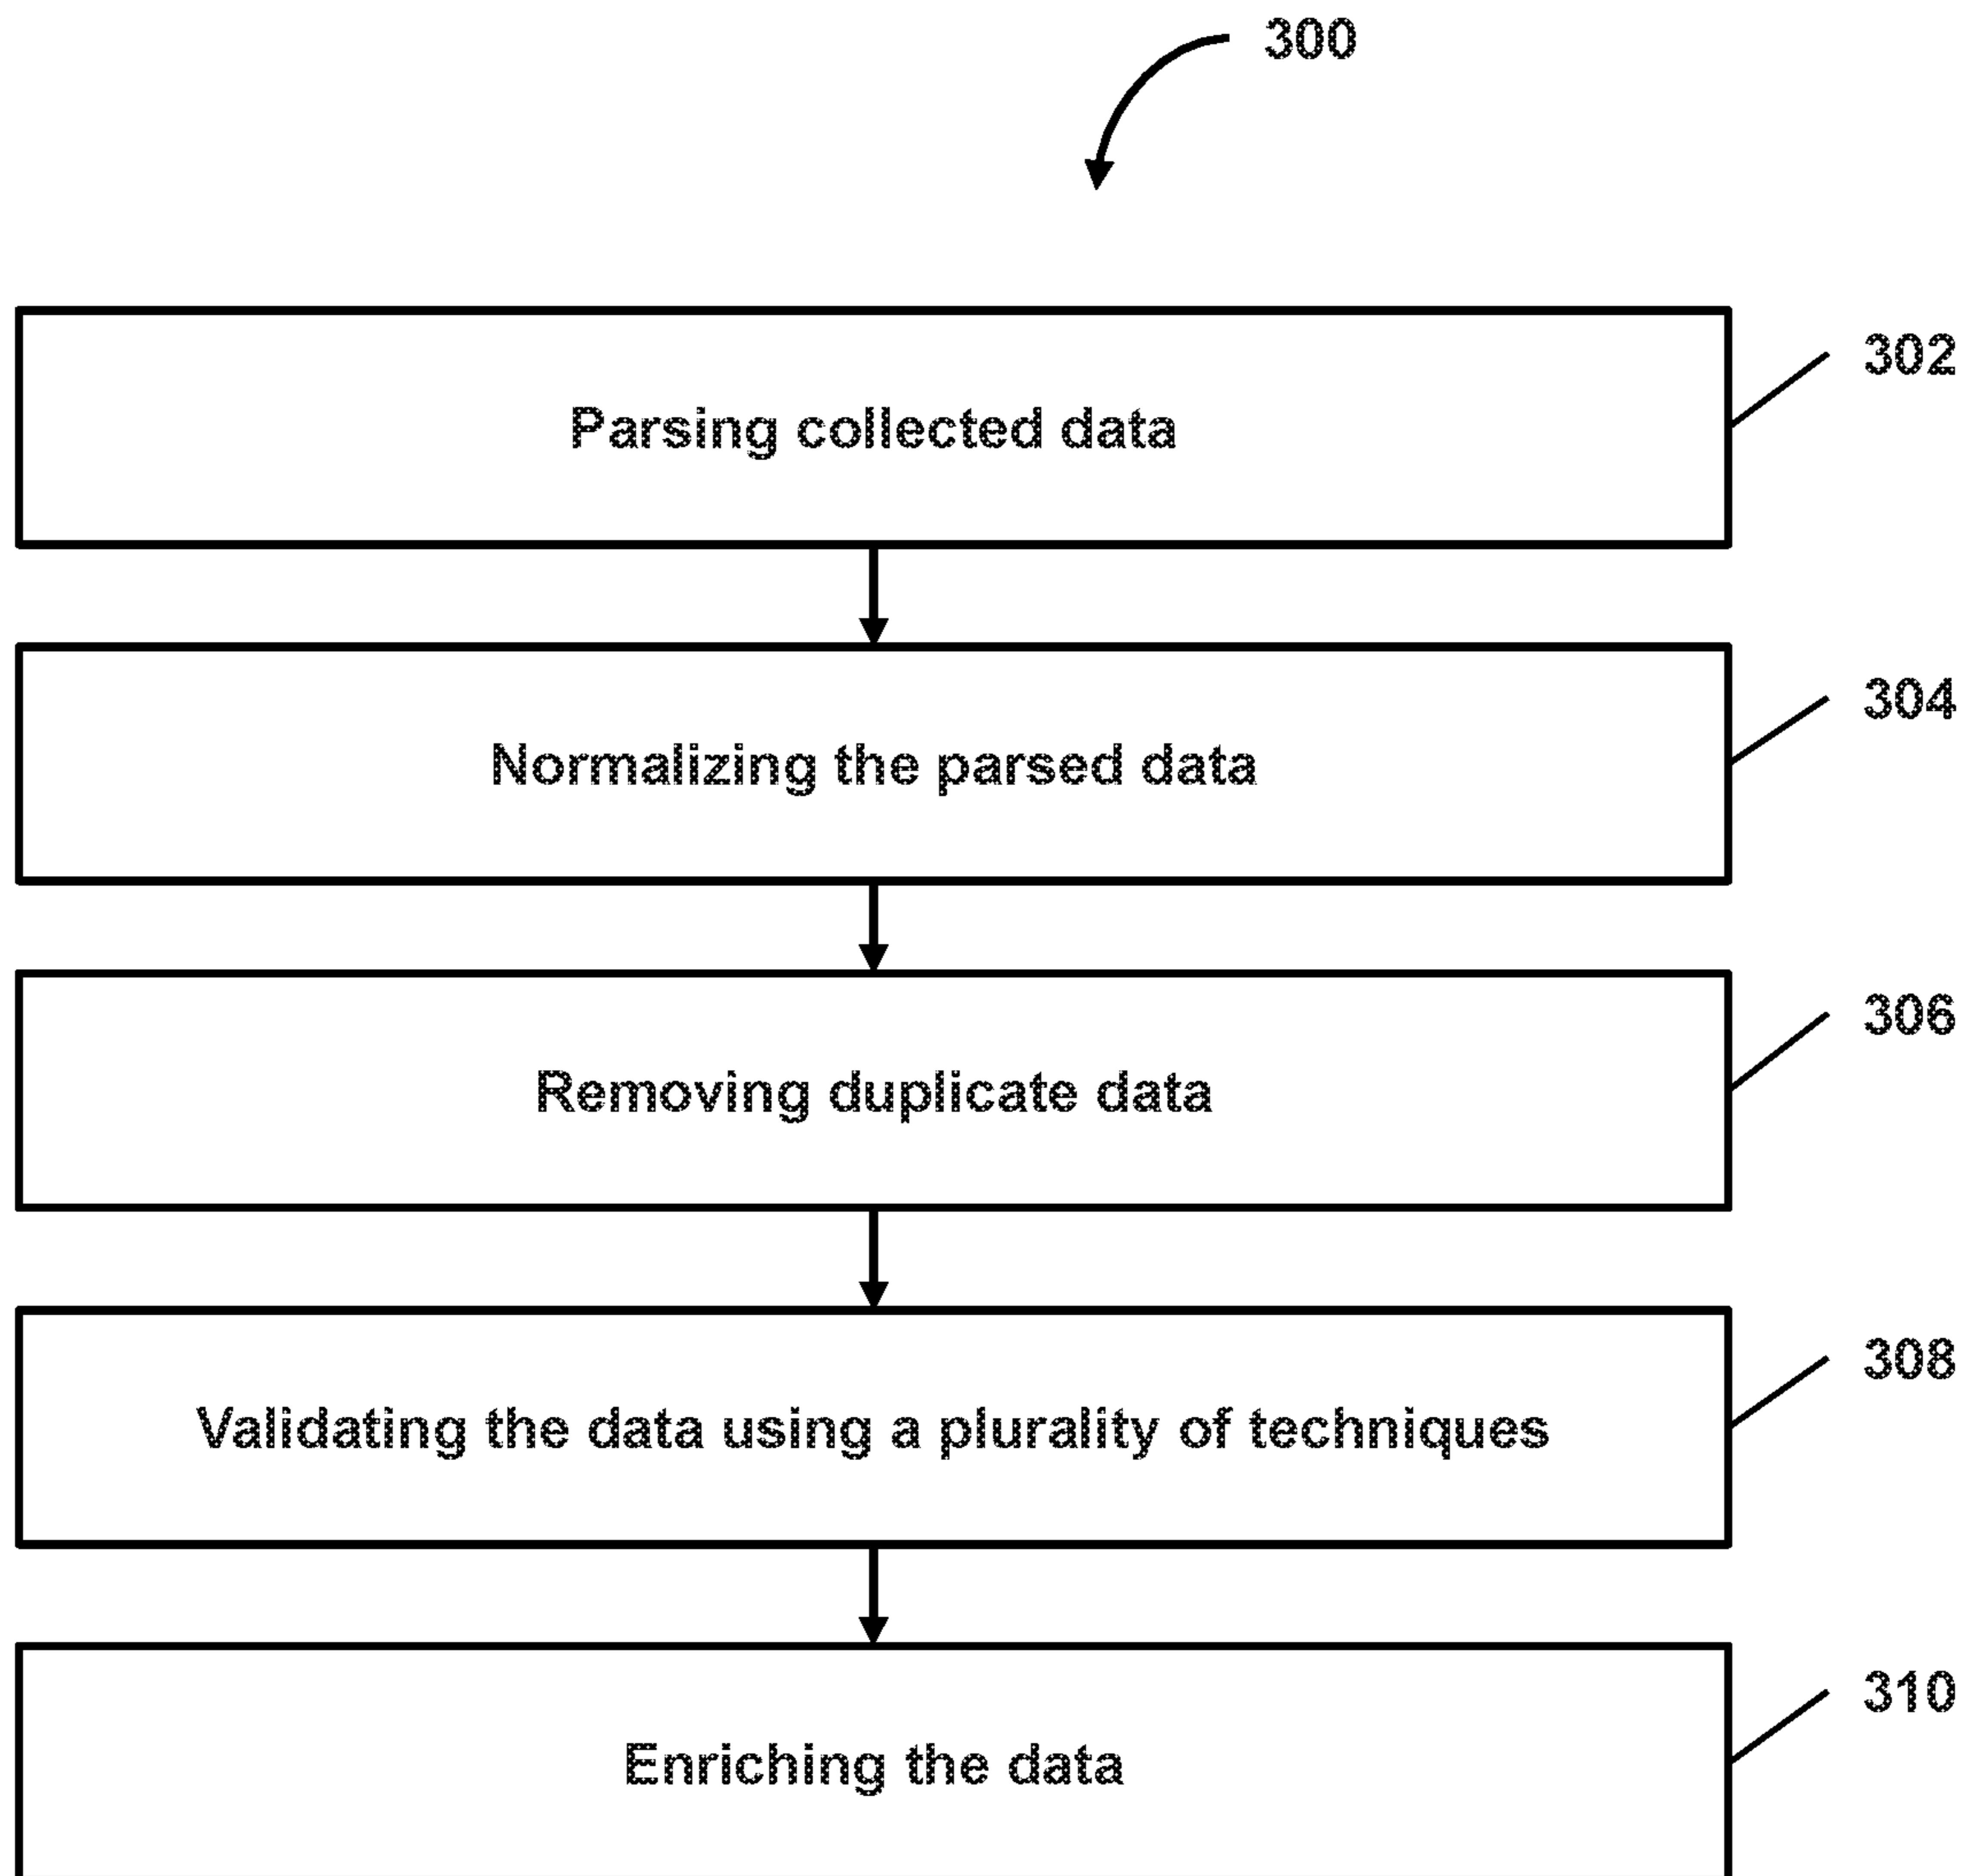 300
Parsing collected data
302
Normalizing the parsed data
304
Removing duplicate data
306
Validating the data using a plurality of techniques
308
Enriching the data
310